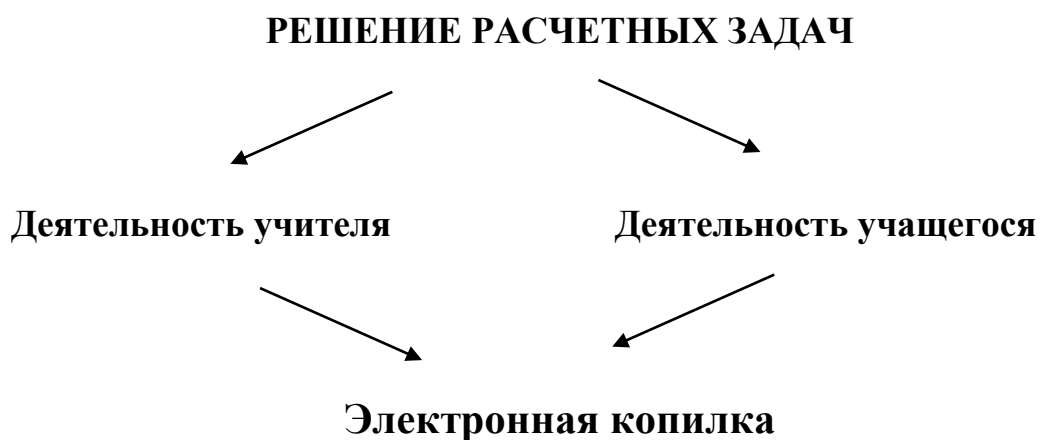 РЕШЕНИЕ РАСЧЕТНЫХ ЗАДАЧ
Деятельность учителя
Деятельность учащегося
Электронная копилка